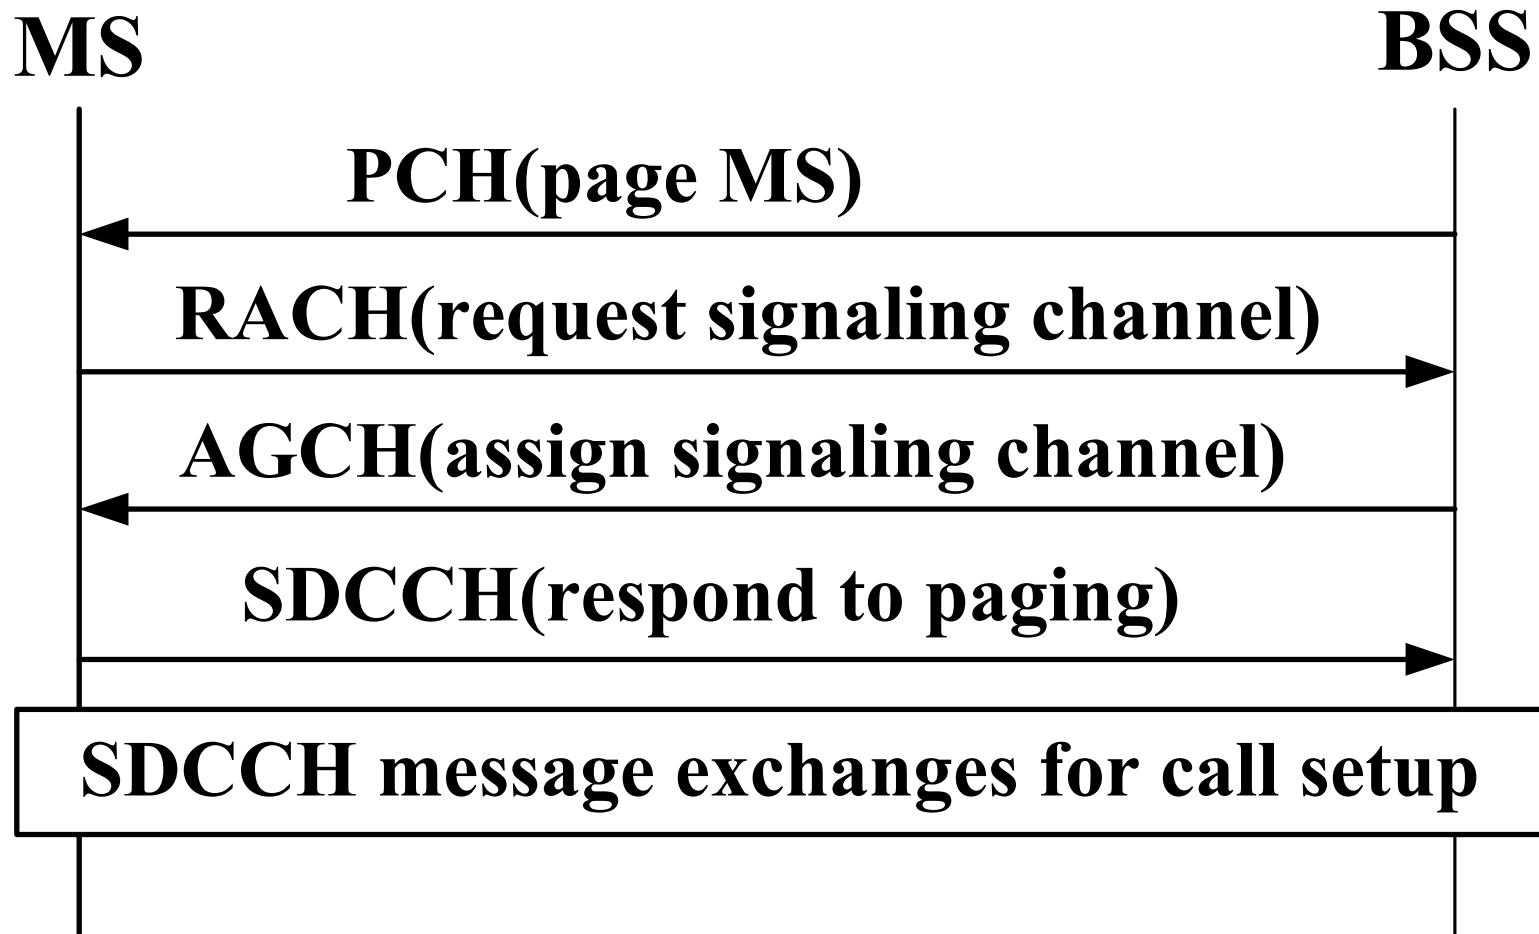 MS BSS
PCH(page MS)
RACH(request signaling channel)
AGCH(assign signaling channel)
SDCCH(respond to paging)
SDCCH message exchanges for call setup